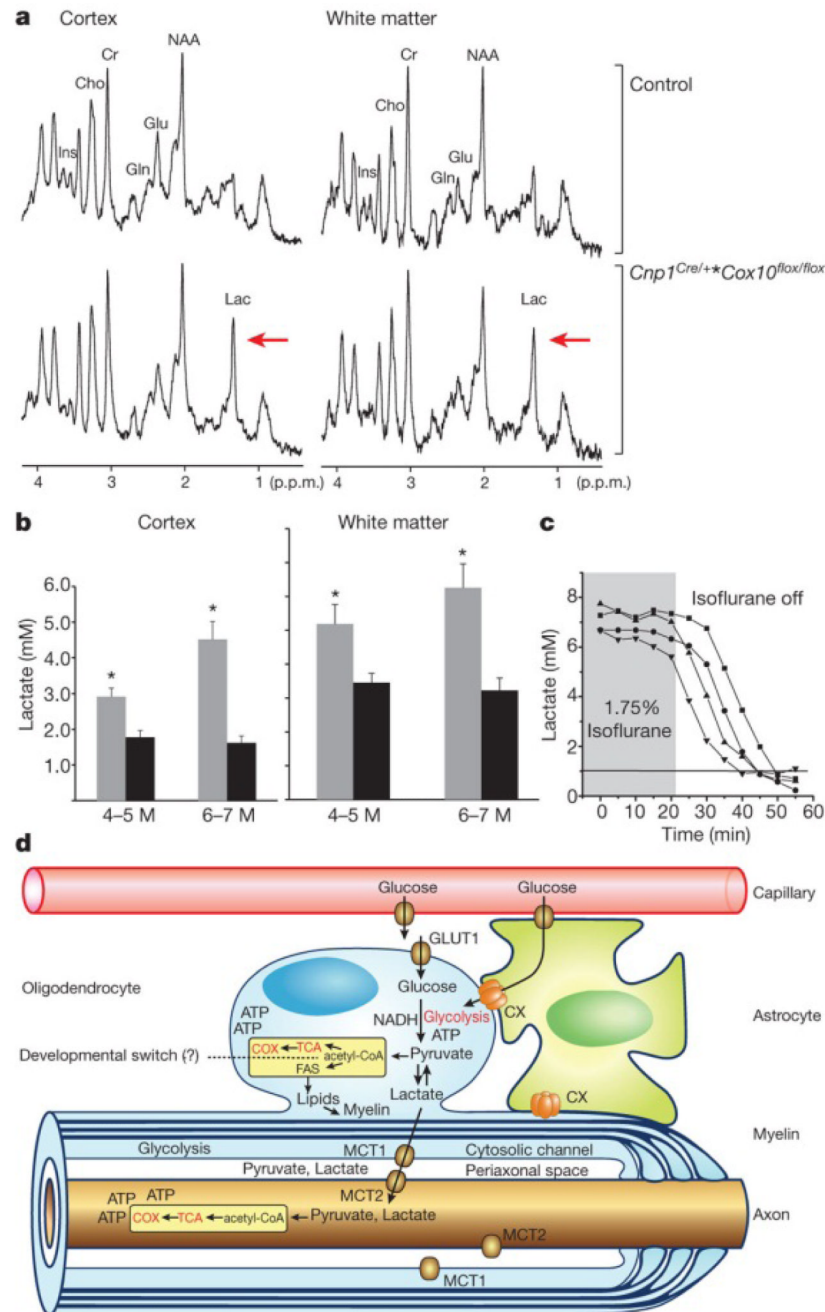 a
Cortex
White matter
Cho
Cr
NAA
Ins
Gln
Glu
Cho
Cr
NAA
Ins
Gln
Glu
Control
Lac
Lac
Cnp1Cre/+*Cox10flox/flox
4 3 2 1 (p.p.m.)
4 3 2 1 (p.p.m.)
b
Cortex
White matter
Lactate (mM)
6.0
5.0
4.0
3.0
2.0
1.0
*
*
*
*
4–5 M
6–7 M
4–5 M
6–7 M
c
Isoflurane off
1.75%
Isoflurane
Lactate (mM)
8
6
4
2
0
0 10 20 30 40 50 60
Time (min)
d
Glucose
Glucose
Capillary
GLUT1
Oligodendrocyte
Glucose
Astrocyte
ATP
ATP
NADH
Glycolysis
ATP
CX
Developmental switch (?)
COX
TCA
acetyl-CoA
FAS
Pyruvate
Lipids
Myelin
Lactate
CX
Myelin
Glycolysis
MCT1
Cytosolic channel
Pyruvate, Lactate
Periaxonal space
MCT2
ATP
ATP
ATP
COX
TCA
acetyl-CoA
Pyruvate, Lactate
Axon
MCT2
MCT1